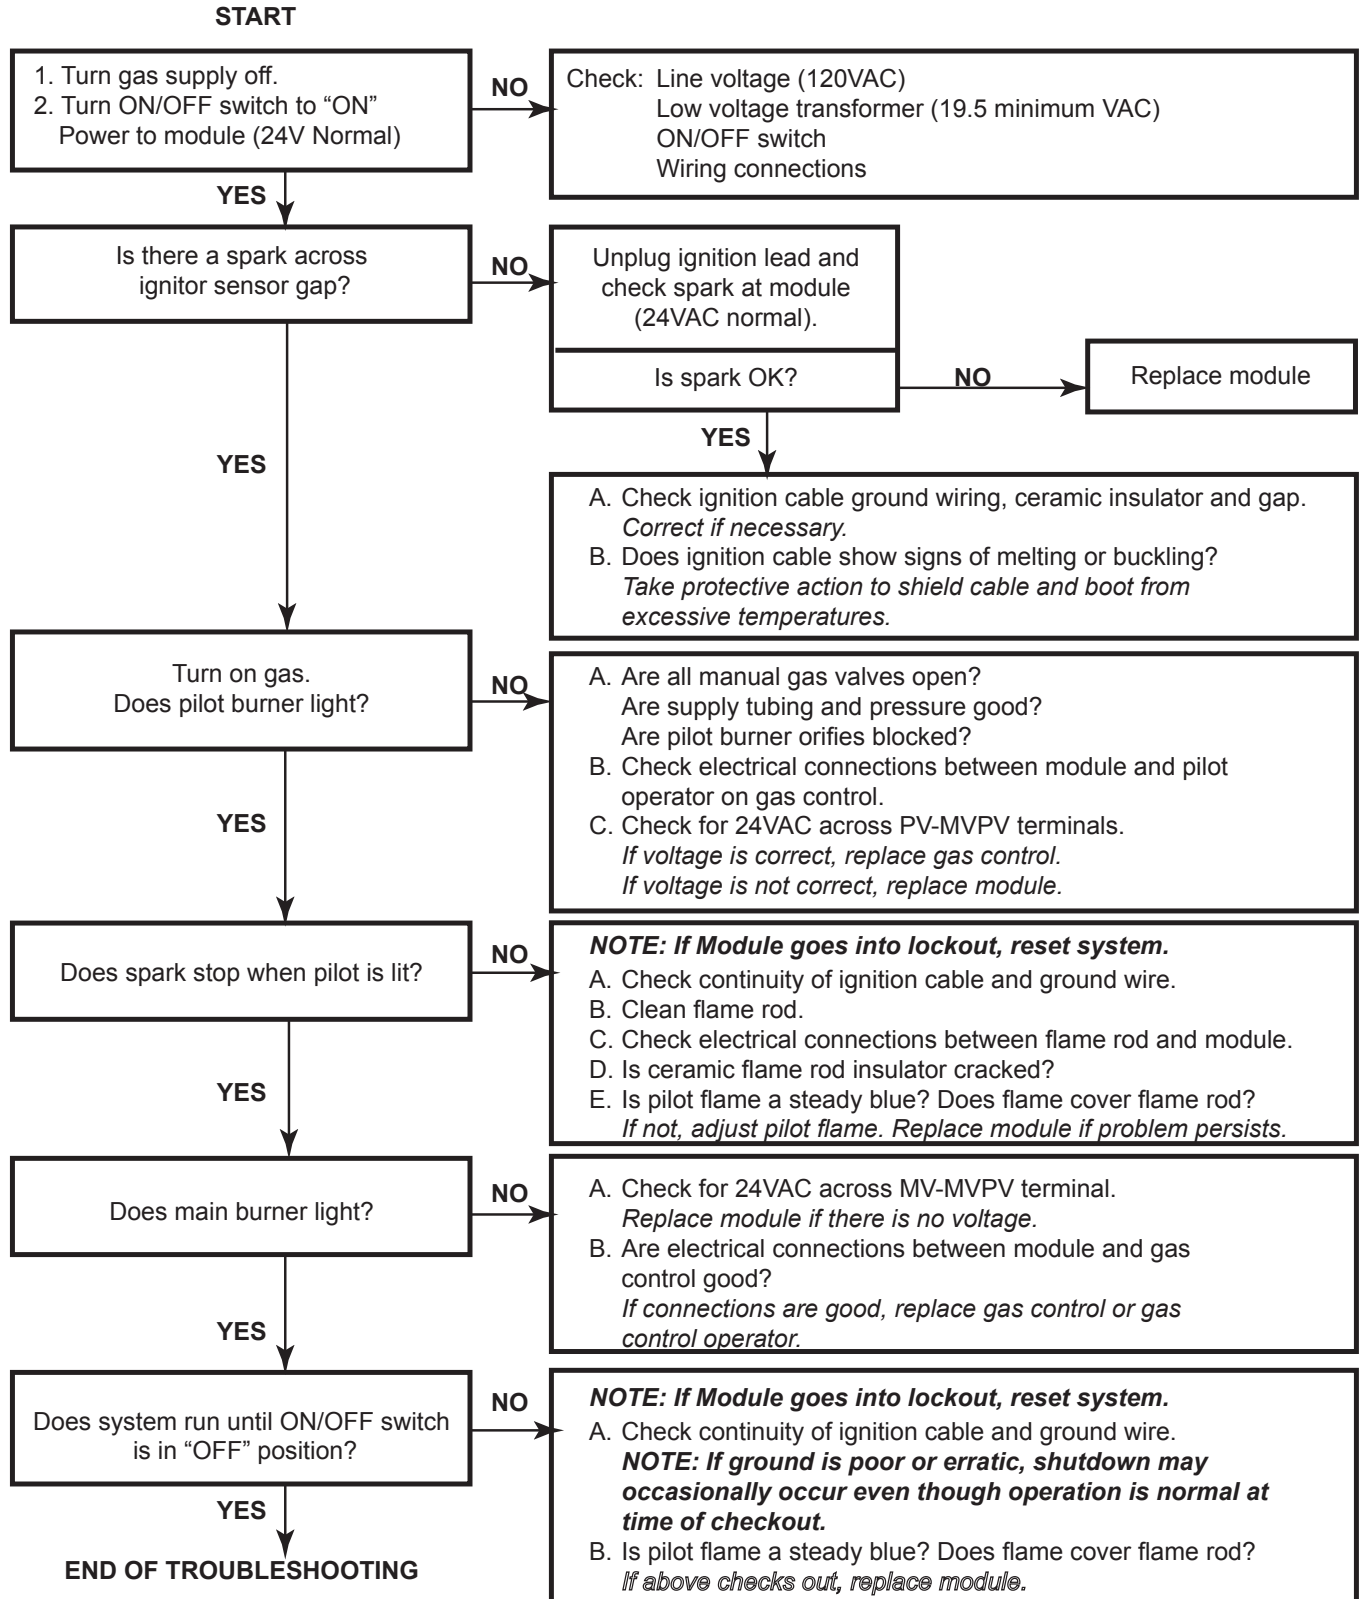 START
1. Turn gas supply off.
2. Turn ON/OFF switch to “ON”
Power to module (24V Normal)
NO
Check: Line voltage (120VAC)
Low voltage transformer (19.5 minimum VAC)
ON/OFF switch
Wiring connections
YES
Is there a spark across
ignitor sensor gap?
NO
Unplug ignition lead and
check spark at module
(24VAC normal).
Is spark OK?
NO
Replace module
YES
YES
A. Check ignition cable ground wiring, ceramic insulator and gap.
Correct if necessary.
B. Does ignition cable show signs of melting or buckling?
Take protective action to shield cable and boot from
excessive temperatures.
Turn on gas.
Does pilot burner light?
NO
A. Are all manual gas valves open?
Are supply tubing and pressure good?
Are pilot burner orifies blocked?
B. Check electrical connections between module and pilot
operator on gas control.
C. Check for 24VAC across PV-MVPV terminals.
If voltage is correct, replace gas control.
If voltage is not correct, replace module.
YES
Does spark stop when pilot is lit?
NO
NOTE: If Module goes into lockout, reset system.
A. Check continuity of ignition cable and ground wire.
B. Clean flame rod.
C. Check electrical connections between flame rod and module.
D. Is ceramic flame rod insulator cracked?
E. Is pilot flame a steady blue? Does flame cover flame rod?
If not, adjust pilot flame. Replace module if problem persists.
YES
Does main burner light?
NO
A. Check for 24VAC across MV-MVPV terminal.
Replace module if there is no voltage.
B. Are electrical connections between module and gas
control good?
If connections are good, replace gas control or gas
control operator.
YES
Does system run until ON/OFF switch
is in “OFF” position?
NO
NOTE: If Module goes into lockout, reset system.
A. Check continuity of ignition cable and ground wire.
NOTE: If ground is poor or erratic, shutdown may
occasionally occur even though operation is normal at
time of checkout.
B. Is pilot flame a steady blue? Does flame cover flame rod?
If above checks out, replace module.
YES
END OF TROUBLESHOOTING